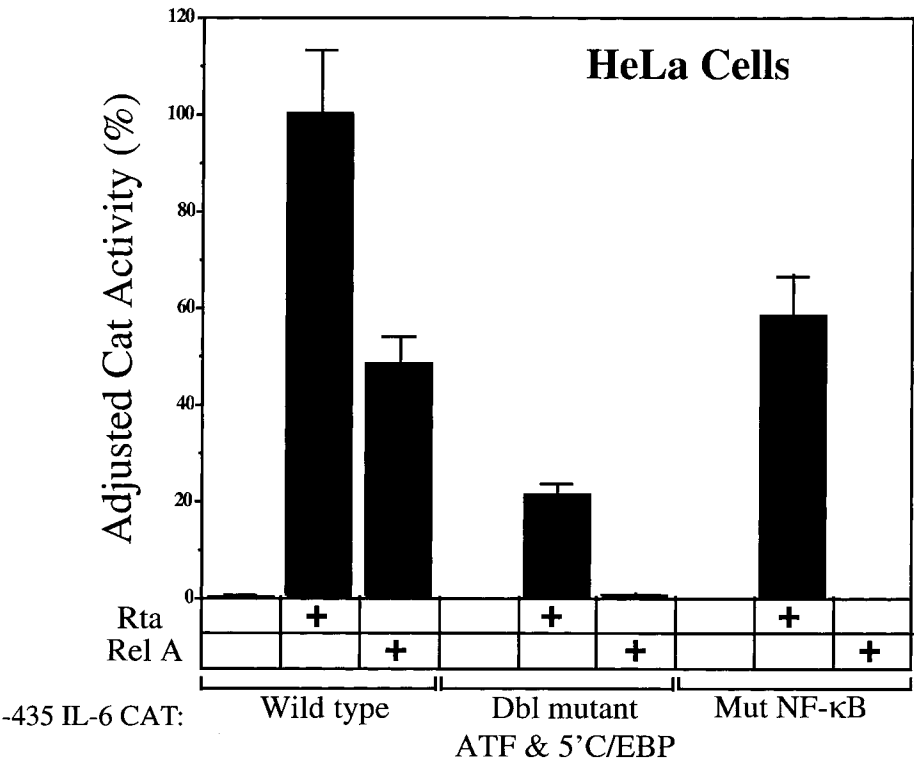 HeLa Cells
Adjusted Cat Activity (%)
120
100
80
60
40
20
0
Rta + + +
Rel A + + +
-435 IL-6 CAT: Wild type Dbl mutant Mut NF-κB
ATF & 5'C/EBP